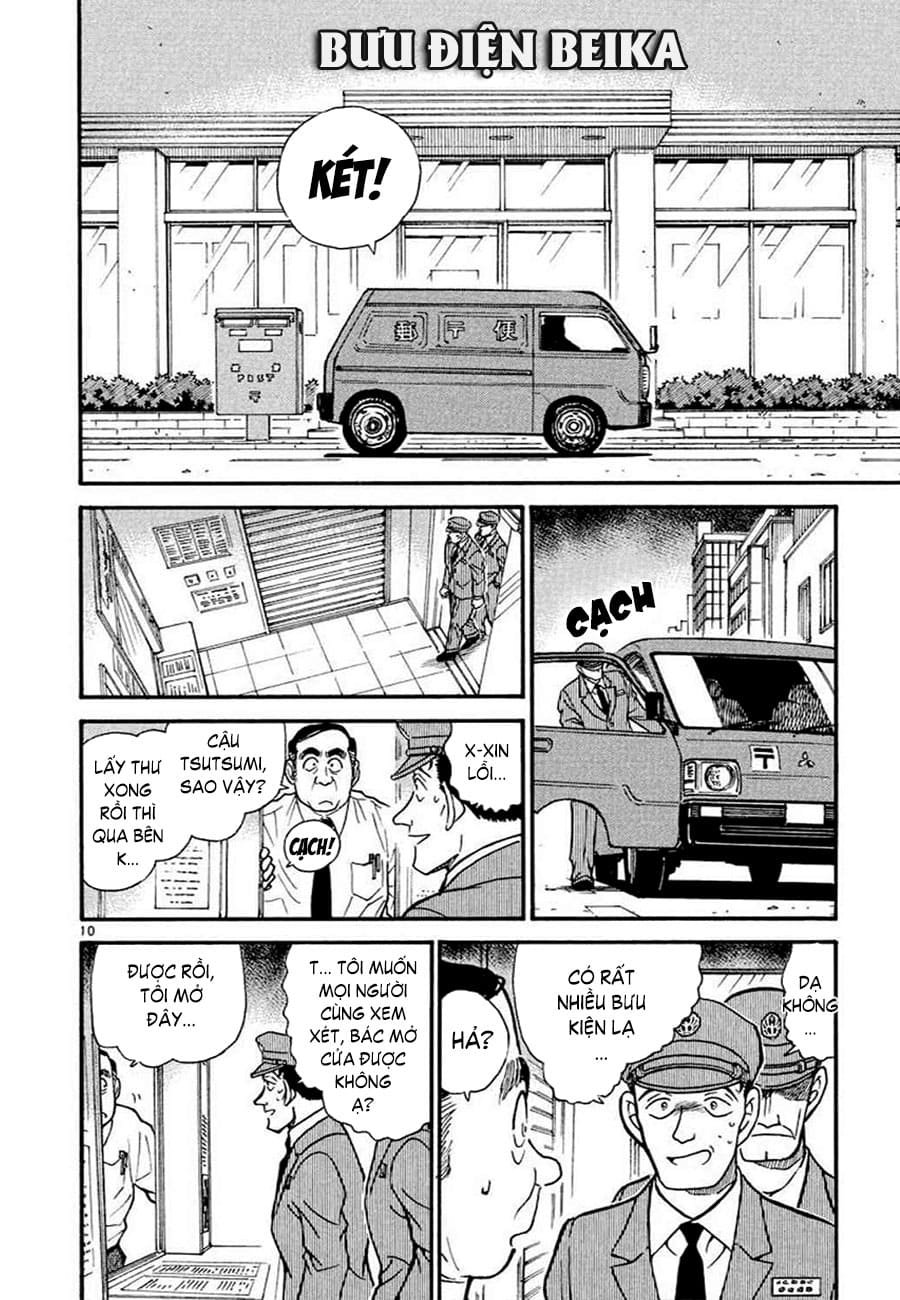 BƯU ĐIỆN BEIKA
KÉT!
郵〒便
POST
〒
CẠCH
〒
X-XIN
LỖI...
CẬU
TSUTSUMI,
SAO VẬY?
LẤY THƯ
XONG
RỒI THÌ
QUA BÊN
K...
CẠCH!
10
DẠ
KHÔNG
...
CÓ RẤT
NHIỀU BƯU
KIỆN LẠ
...
HẢ?
T... TÔI MUỐN
MỌI NGƯỜI
CÙNG XEM
XÉT, BÁC MỞ
CỬA ĐƯỢC
KHÔNG
Ạ?
ĐƯỢC RỒI,
TÔI MỞ
ĐÂY...